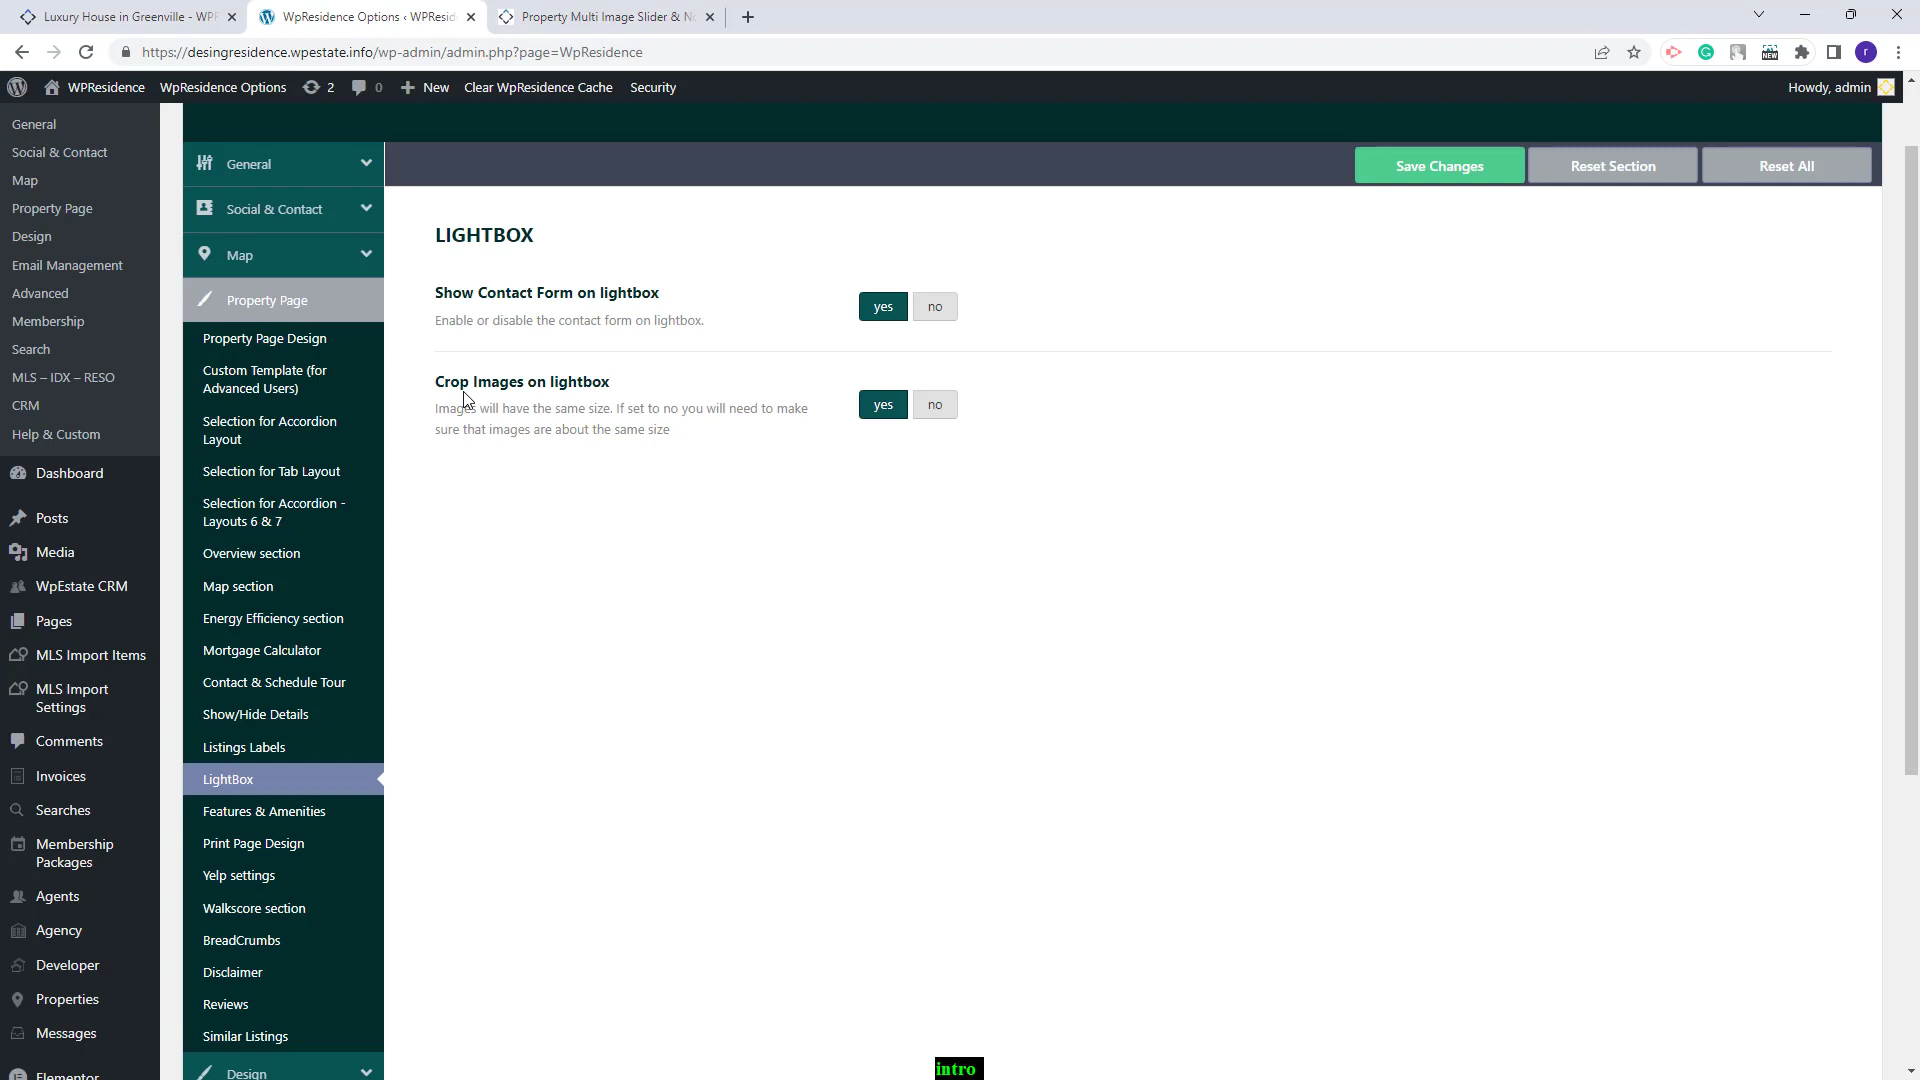 Luxury House in Greenville - WPF
WpResidence Options ‹ WPReside
Property Multi Image Slider & N
https://desingresidence.wpestate.info/wp-admin/admin.php?page=WpResidence
NEW
r
WPResidence
WpResidence Options
2
0
New
Clear WpResidence Cache
Security
Howdy, admin
General
Social & Contact
Map
Property Page
Design
Email Management
Advanced
Membership
Search
MLS – IDX – RESO
CRM
Help & Custom
Dashboard
Posts
Media
WpEstate CRM
Pages
MLS Import Items
MLS Import
Settings
Comments
Invoices
Searches
Membership
Packages
Agents
Agency
Developer
Properties
Messages
Elementor
General
Social & Contact
Map
Property Page
Property Page Design
Custom Template (for
Advanced Users)
Selection for Accordion
Layout
Selection for Tab Layout
Selection for Accordion -
Layouts 6 & 7
Overview section
Map section
Energy Efficiency section
Mortgage Calculator
Contact & Schedule Tour
Show/Hide Details
Listings Labels
LightBox
Features & Amenities
Print Page Design
Yelp settings
Walkscore section
BreadCrumbs
Disclaimer
Reviews
Similar Listings
Design
Save Changes
Reset Section
Reset All
LIGHTBOX
Show Contact Form on lightbox
Enable or disable the contact form on lightbox.
yes
no
Crop Images on lightbox
Images will have the same size. If set to no you will need to make
sure that images are about the same size
yes
no
intro